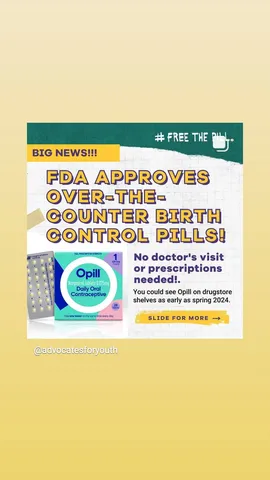 # FREE THE PILL
BIG NEWS!!!
FDA APPROVES
OVER-THE-
COUNTER BIRTH
CONTROL PILLS!
No doctor's visit
or prescriptions
needed!.
You could see Opill on drugstore
shelves as early as spring 2024.
Opill
Daily Oral
Contraceptive
1
SLIDE FOR MORE
@advocatesforyouth